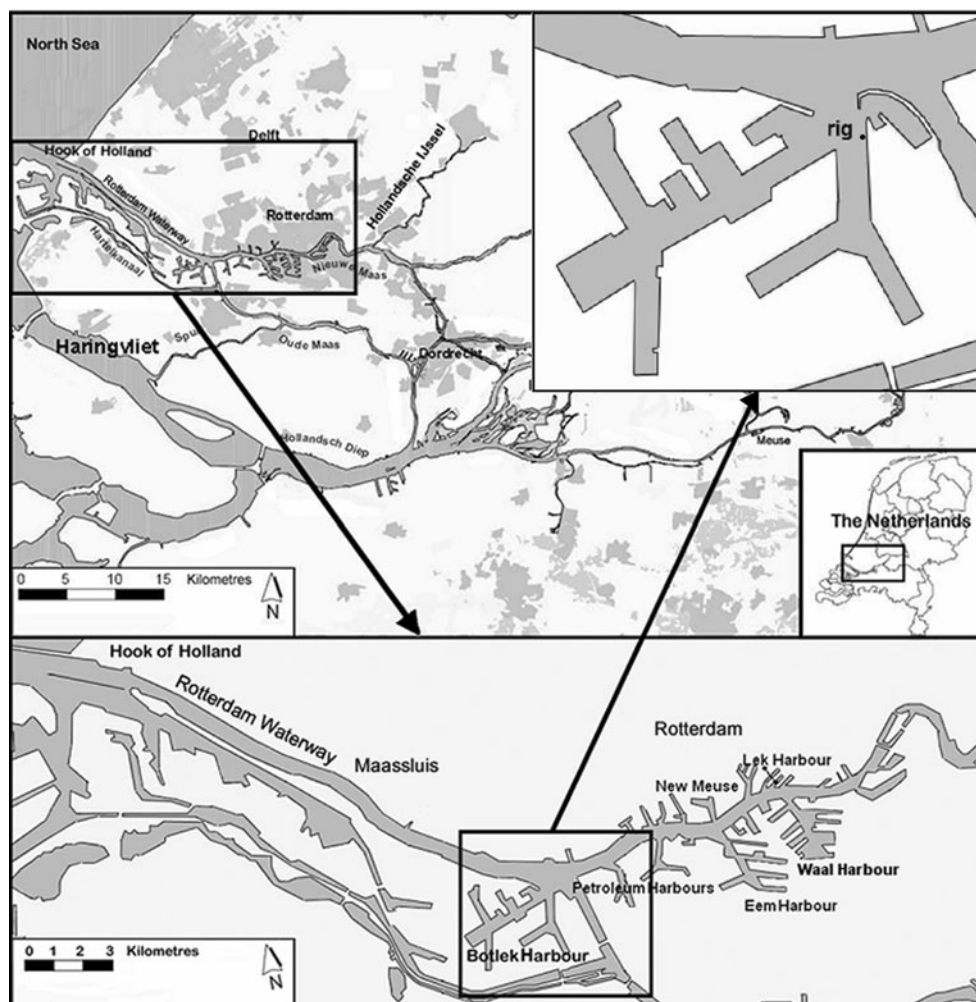 North Sea
Delft
Hook of Holland
Rotterdam Waterway
Hartelkanaal
Rotterdam
Hollandsche IJssel
Nieuwe Maas
Haringvliet
Spu
Oude Maas
Dordrecht
Hollandsch Diep
Meuse
rig
The Netherlands
0 5 10 15 Kilometres
N
Hook of Holland
Rotterdam Waterway
Maassluis
Rotterdam
Lek Harbour
New Meuse
Petroleum Harbours
Waal Harbour
Eem Harbour
Botlek Harbour
0 1 2 3 Kilometres
N